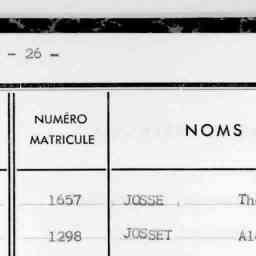 - 26 -
NUMÉRO MATRICULE NOMS
1657 JOSSE
1298 JOSSET